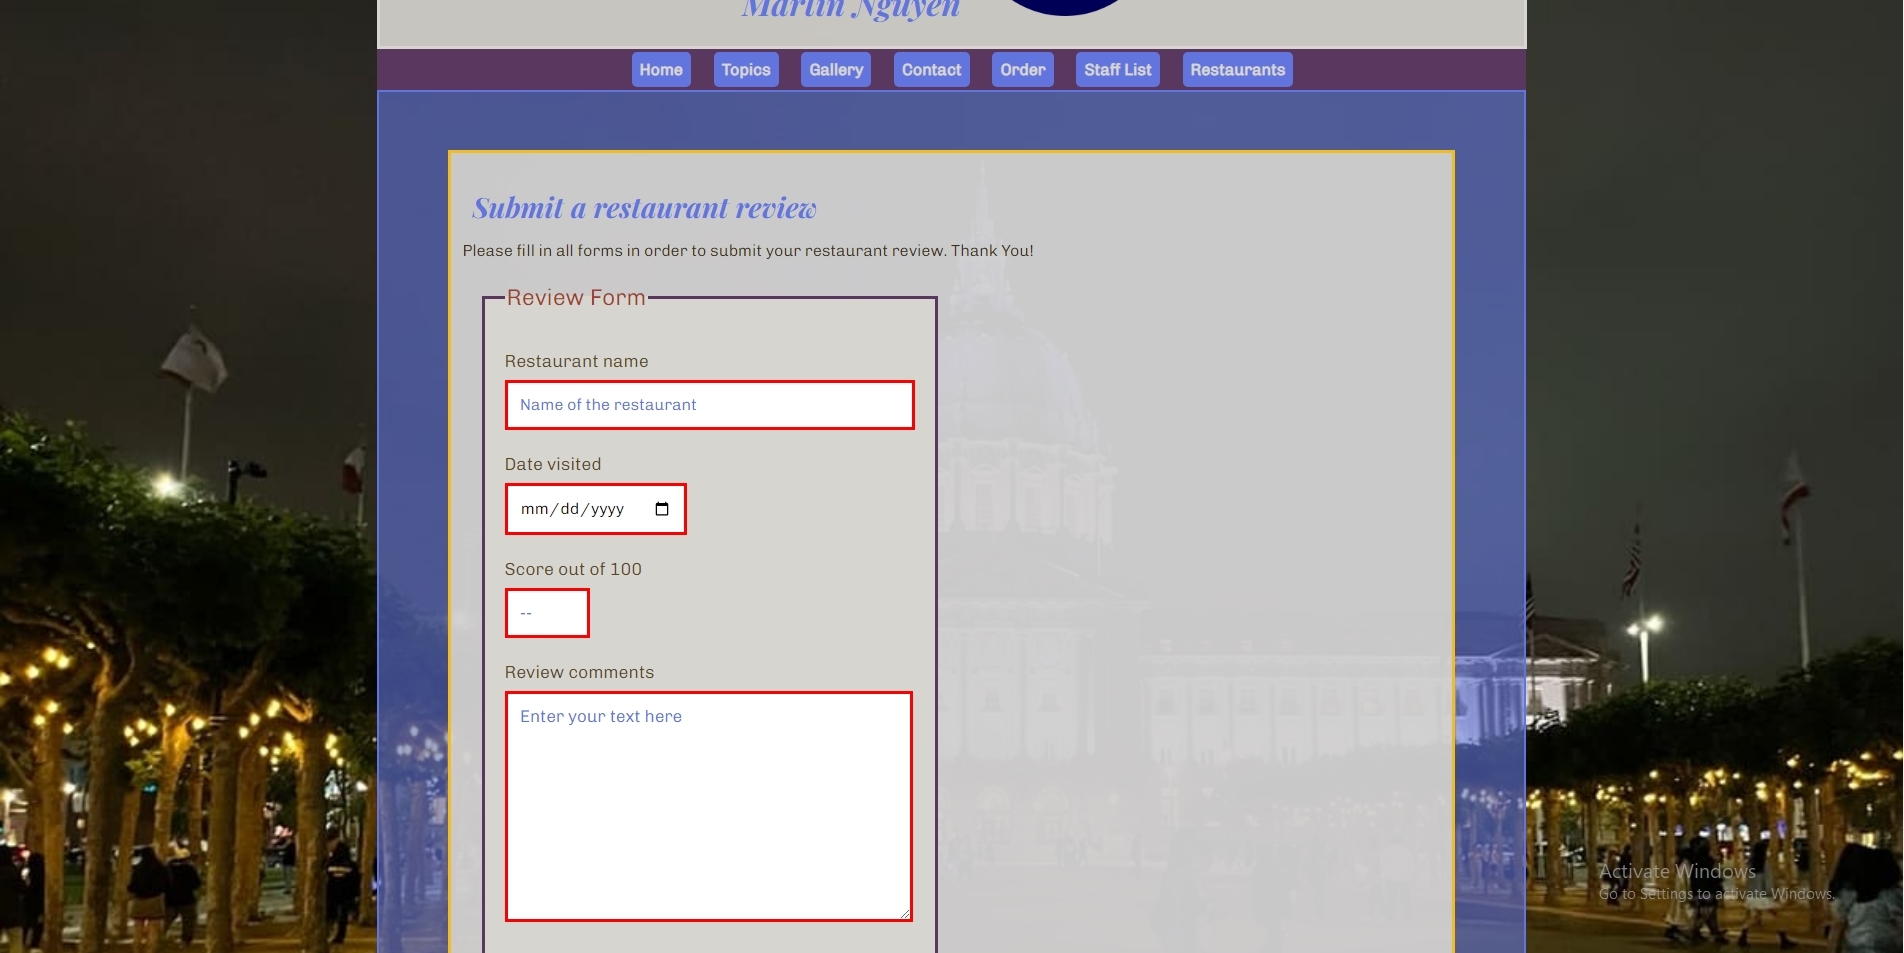 Martin Nguyen
Home Topics Gallery Contact Order Staff List Restaurants
Submit a restaurant review
Please fill in all forms in order to submit your restaurant review. Thank You!
Review Form
Restaurant name
Name of the restaurant
Date visited
mm/dd/yyyy
Score out of 100
--
Review comments
Enter your text here
Activate Windows
Go to Settings to activate Windows.